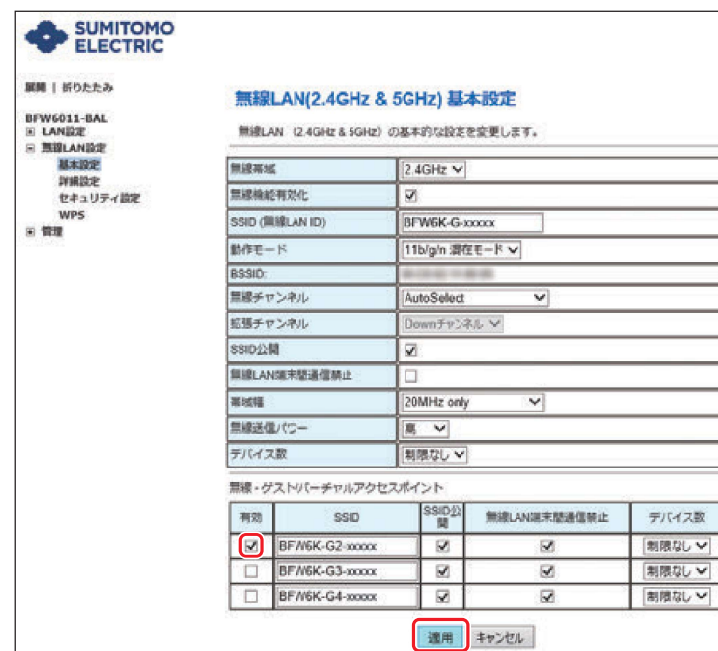 SUMITOMO
ELECTRIC
展開 | 折りたたみ
BFW6011-BAL
LAN設定
無線LAN設定
基本設定
詳細設定
セキュリティ設定
WPS
管理
無線LAN(2.4GHz & 5GHz) 基本設定
無線LAN (2.4GHz & 5GHz) の基本的な設定を変更します。
無線帯域 2.4GHz
無線機能有効化
SSID (無線LAN ID) BFW6K-G-xxxxx
動作モード 11b/g/n 混在モード
BSSID:
無線チャンネル AutoSelect
拡張チャンネル Downチャンネル
SSID公開
無線LAN端末間通信禁止
帯域幅 20MHz only
無線送信パワー 高
デバイス数 制限なし
無線・ゲストバーチャルアクセスポイント
有効 SSID SSID公開 無線LAN端末間通信禁止 デバイス数
BFW6K-G2-xxxxx 制限なし
BFW6K-G3-xxxxx 制限なし
BFW6K-G4-xxxxx 制限なし
適用 キャンセル